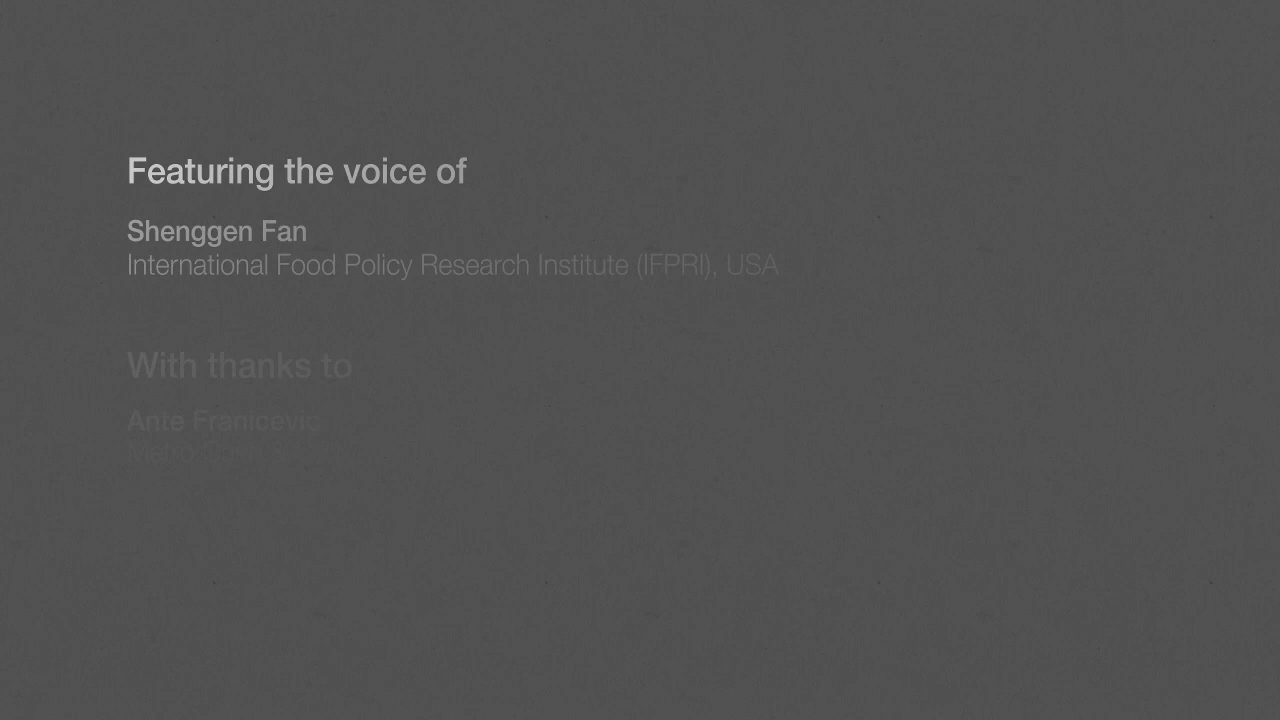 Featuring the voice of
Shenggen Fan
International Food Policy Research Institute (IFPRI), USA
With thanks to
Ante Franicevic